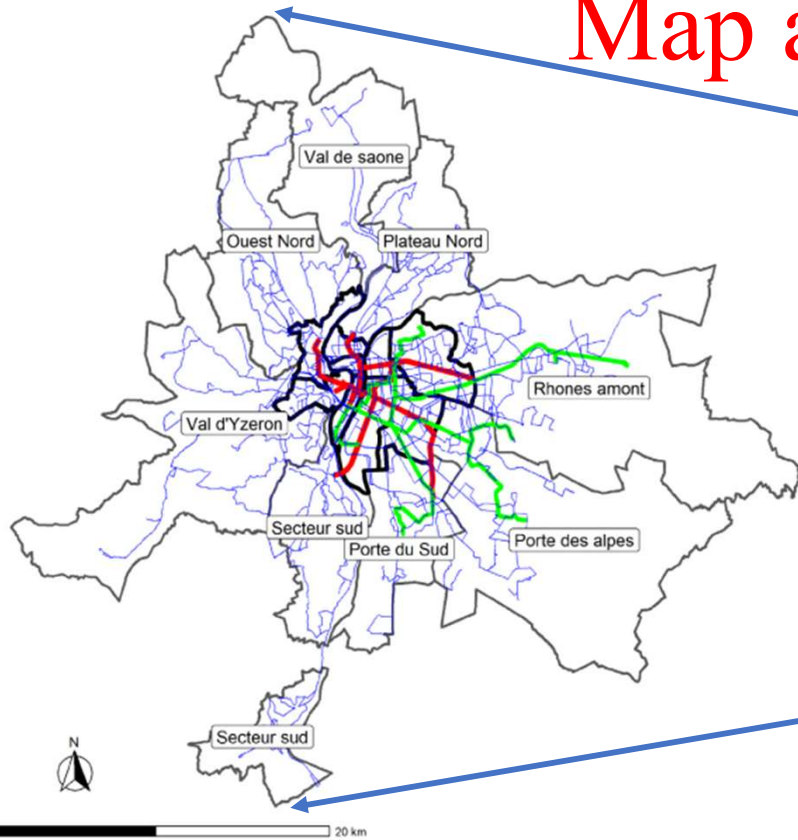 Map a
Val de saone
Ouest Nord
Plateau Nord
Rhones amont
Val d'Yzeron
Secteur sud
Porte du Sud
Porte des alpes
Secteur sud
N
20 km